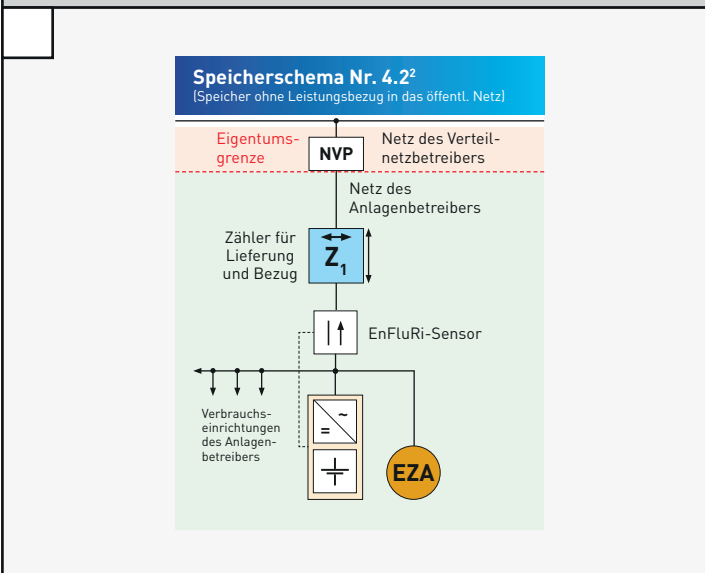 Speicherschema Nr. 4.2²
(Speicher ohne Leistungsbezug in das öffentl. Netz)
Eigentums-
grenze
NVP
Netz des Verteil-
netzbetreibers
Netz des
Anlagenbetreibers
Zähler für
Lieferung
und Bezug
Z₁
EnFluRi-Sensor
Verbrauchs-
einrichtungen
des Anlagen-
betreibers
~
=
EZA